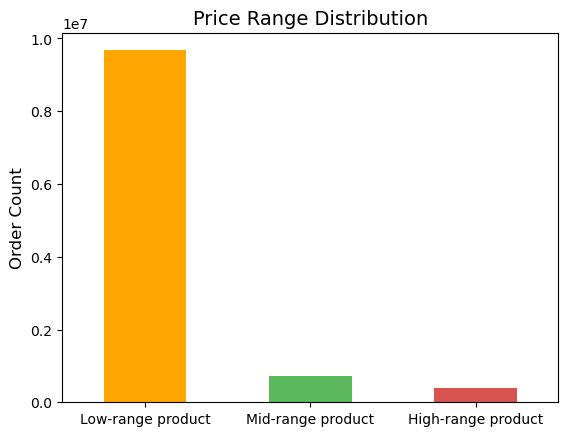 Price Range Distribution
1e7
1.0
0.8
0.6
0.4
0.2
0.0
Order Count
Low-range product
Mid-range product
High-range product